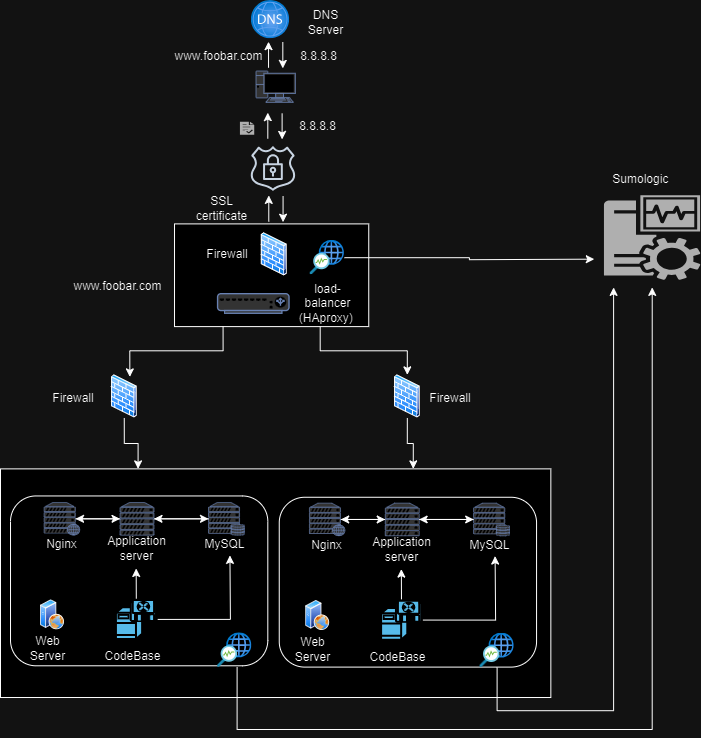 DNS
DNS
Server
www.foobar.com
8.8.8.8
8.8.8.8
SSL
certificate
Sumologic
Firewall
www.foobar.com
load-
balancer
(HAproxy)
Firewall
Firewall
Nginx
Application
server
MySQL
Nginx
Application
server
MySQL
Web
Server
CodeBase
Web
Server
CodeBase